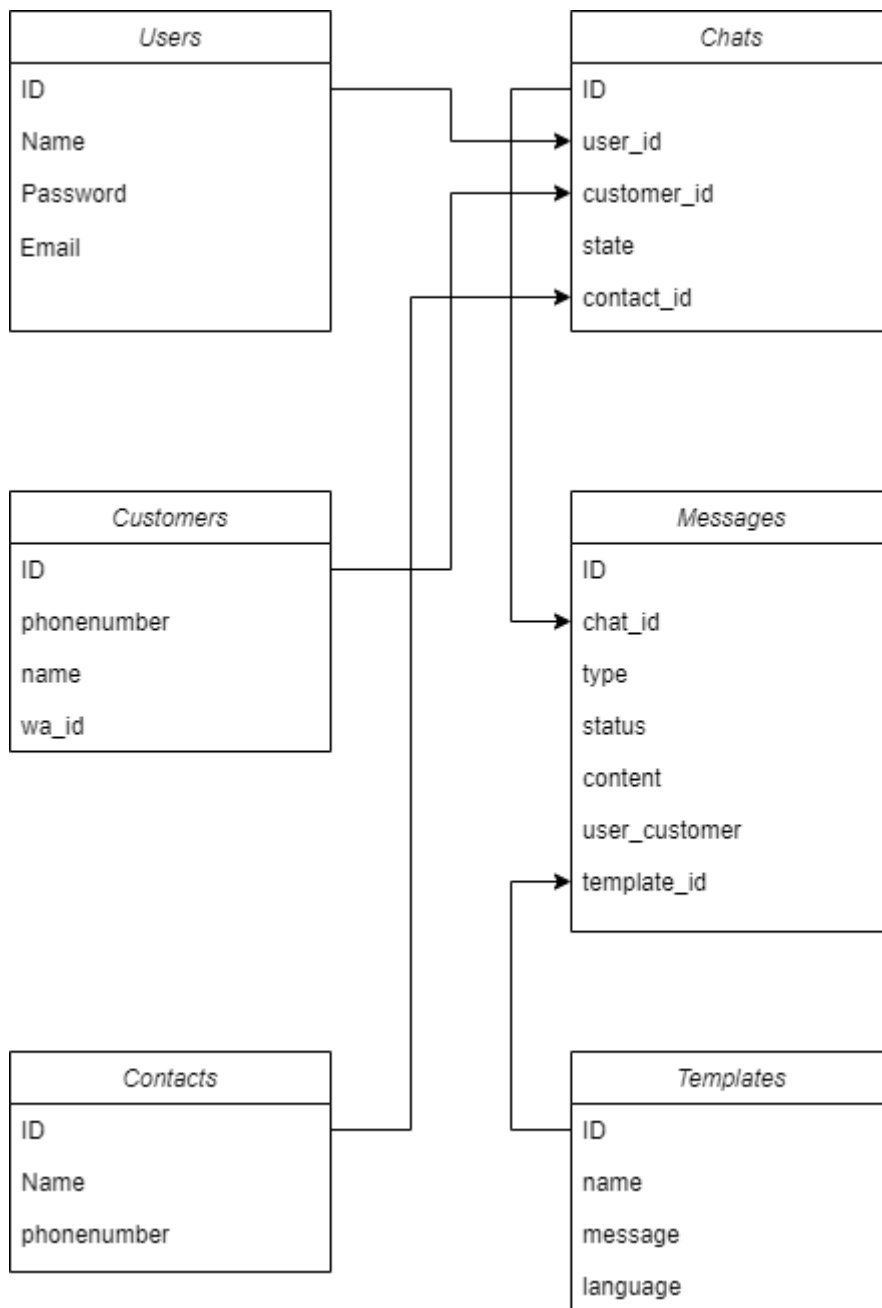 Users
ID
Name
Password
Email
Chats
ID
user_id
customer_id
state
contact_id
Customers
ID
phonenumber
name
wa_id
Messages
ID
chat_id
type
status
content
user_customer
template_id
Contacts
ID
Name
phonenumber
Templates
ID
name
message
language